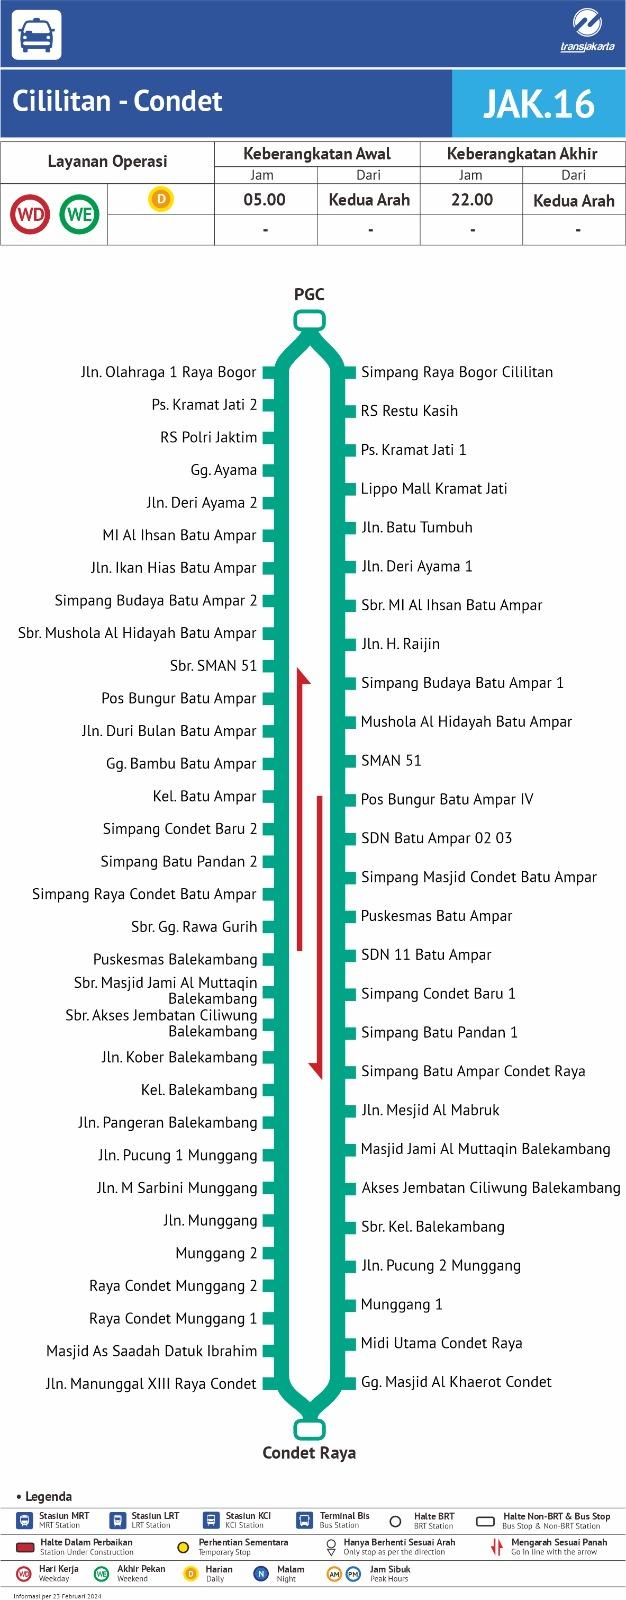 transjakarta
Cililitan - Condet
JAK.16
Layanan Operasi
Keberangkatan Awal
Keberangkatan Akhir
Jam
Dari
Jam
Dari
WD
WE
D
05.00
Kedua Arah
22.00
Kedua Arah
-
-
-
-
PGC
Jln. Olahraga 1 Raya Bogor
Ps. Kramat Jati 2
RS Polri Jaktim
Gg. Ayama
Jln. Deri Ayama 2
MI Al Ihsan Batu Ampar
Jln. Ikan Hias Batu Ampar
Simpang Budaya Batu Ampar 2
Sbr. Mushola Al Hidayah Batu Ampar
Sbr. SMAN 51
Pos Bungur Batu Ampar
Jln. Duri Bulan Batu Ampar
Gg. Bambu Batu Ampar
Kel. Batu Ampar
Simpang Condet Baru 2
Simpang Batu Pandan 2
Simpang Raya Condet Batu Ampar
Sbr. Gg. Rawa Gurih
Puskesmas Balekambang
Sbr. Masjid Jami Al Muttaqin
Balekambang
Sbr. Akses Jembatan Ciliwung
Balekambang
Jln. Kober Balekambang
Kel. Balekambang
Jln. Pangeran Balekambang
Jln. Pucung 1 Munggang
Jln. M Sarbini Munggang
Jln. Munggang
Munggang 2
Raya Condet Munggang 2
Raya Condet Munggang 1
Masjid As Saadah Datuk Ibrahim
Jln. Manunggal XIII Raya Condet
Simpang Raya Bogor Cililitan
RS Restu Kasih
Ps. Kramat Jati 1
Lippo Mall Kramat Jati
Jln. Batu Tumbuh
Jln. Deri Ayama 1
Sbr. MI Al Ihsan Batu Ampar
Jln. H. Raijin
Simpang Budaya Batu Ampar 1
Mushola Al Hidayah Batu Ampar
SMAN 51
Pos Bungur Batu Ampar IV
SDN Batu Ampar 02 03
Simpang Masjid Condet Batu Ampar
Puskesmas Batu Ampar
SDN 11 Batu Ampar
Simpang Condet Baru 1
Simpang Batu Pandan 1
Simpang Batu Ampar Condet Raya
Jln. Mesjid Al Mabruk
Masjid Jami Al Muttaqin Balekambang
Akses Jembatan Ciliwung Balekambang
Sbr. Kel. Balekambang
Jln. Pucung 2 Munggang
Munggang 1
Midi Utama Condet Raya
Gg. Masjid Al Khaerot Condet
Condet Raya
• Legenda
Stasiun MRT
MRT Station
Stasiun LRT
LRT Station
Stasiun KCI
KCI Station
Terminal Bis
Bus Station
Halte BRT
BRT Station
Halte Non-BRT & Bus Stop
Bus Stop & Non-BRT Station
Halte Dalam Perbaikan
Station Under Construction
Perhentian Sementara
Temporary Stop
Hanya Berhenti Sesuai Arah
Only stop as per the direction
Mengarah Sesuai Panah
Go in line with the arrow
WD
Hari Kerja
Weekday
WE
Akhir Pekan
Weekend
D
Harian
Daily
N
Malam
Night
AM
PM
Jam Sibuk
Peak Hours
Informasi per 23 Februari 2024